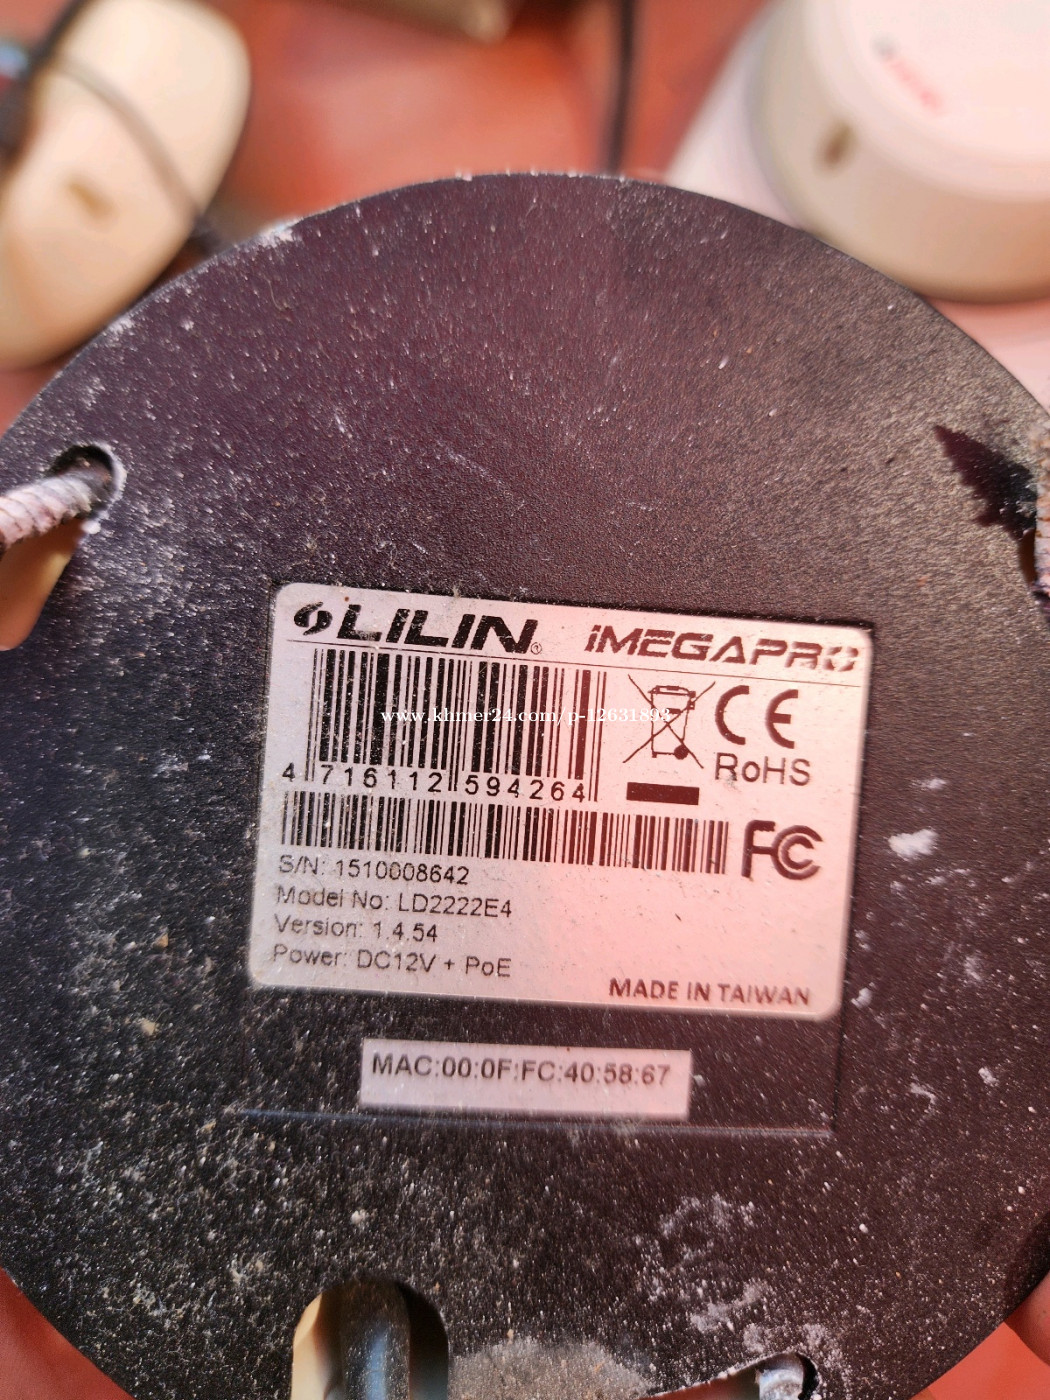 LILIN® iMEGAPRO
www.khmer24.com/p-12631893
CE
RoHS
4 716112 594264
FC
S/N: 1510008642
Model No: LD2222E4
Version: 1.4.54
Power: DC12V + PoE
MADE IN TAIWAN
MAC:00:0F:FC:40:58:67